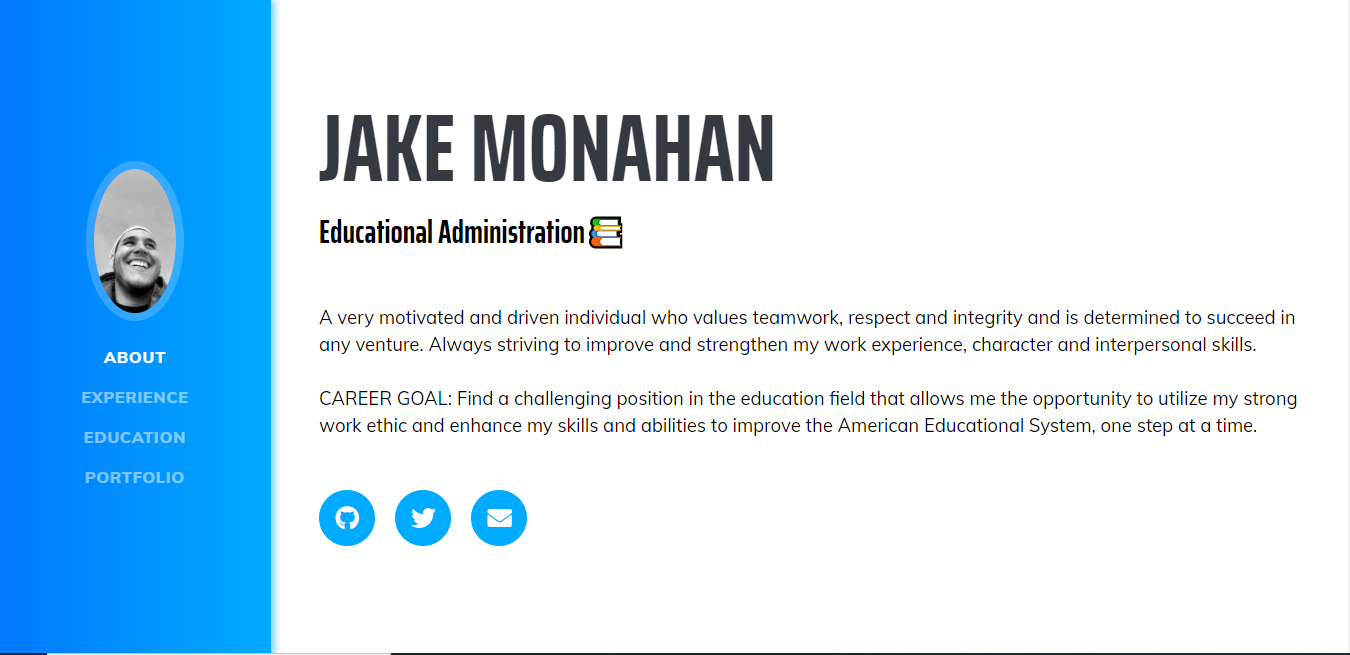 ABOUT
EXPERIENCE
EDUCATION
PORTFOLIO
JAKE MONAHAN
Educational Administration
A very motivated and driven individual who values teamwork, respect and integrity and is determined to succeed in
any venture. Always striving to improve and strengthen my work experience, character and interpersonal skills.
CAREER GOAL: Find a challenging position in the education field that allows me the opportunity to utilize my strong
work ethic and enhance my skills and abilities to improve the American Educational System, one step at a time.